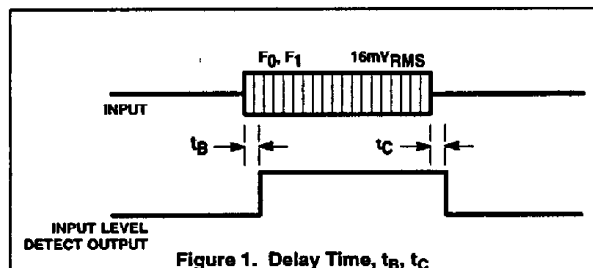 F0, F1 16mVRMS
INPUT
tB tC
INPUT LEVEL
DETECT OUTPUT
Figure 1. Delay Time, tB, tC